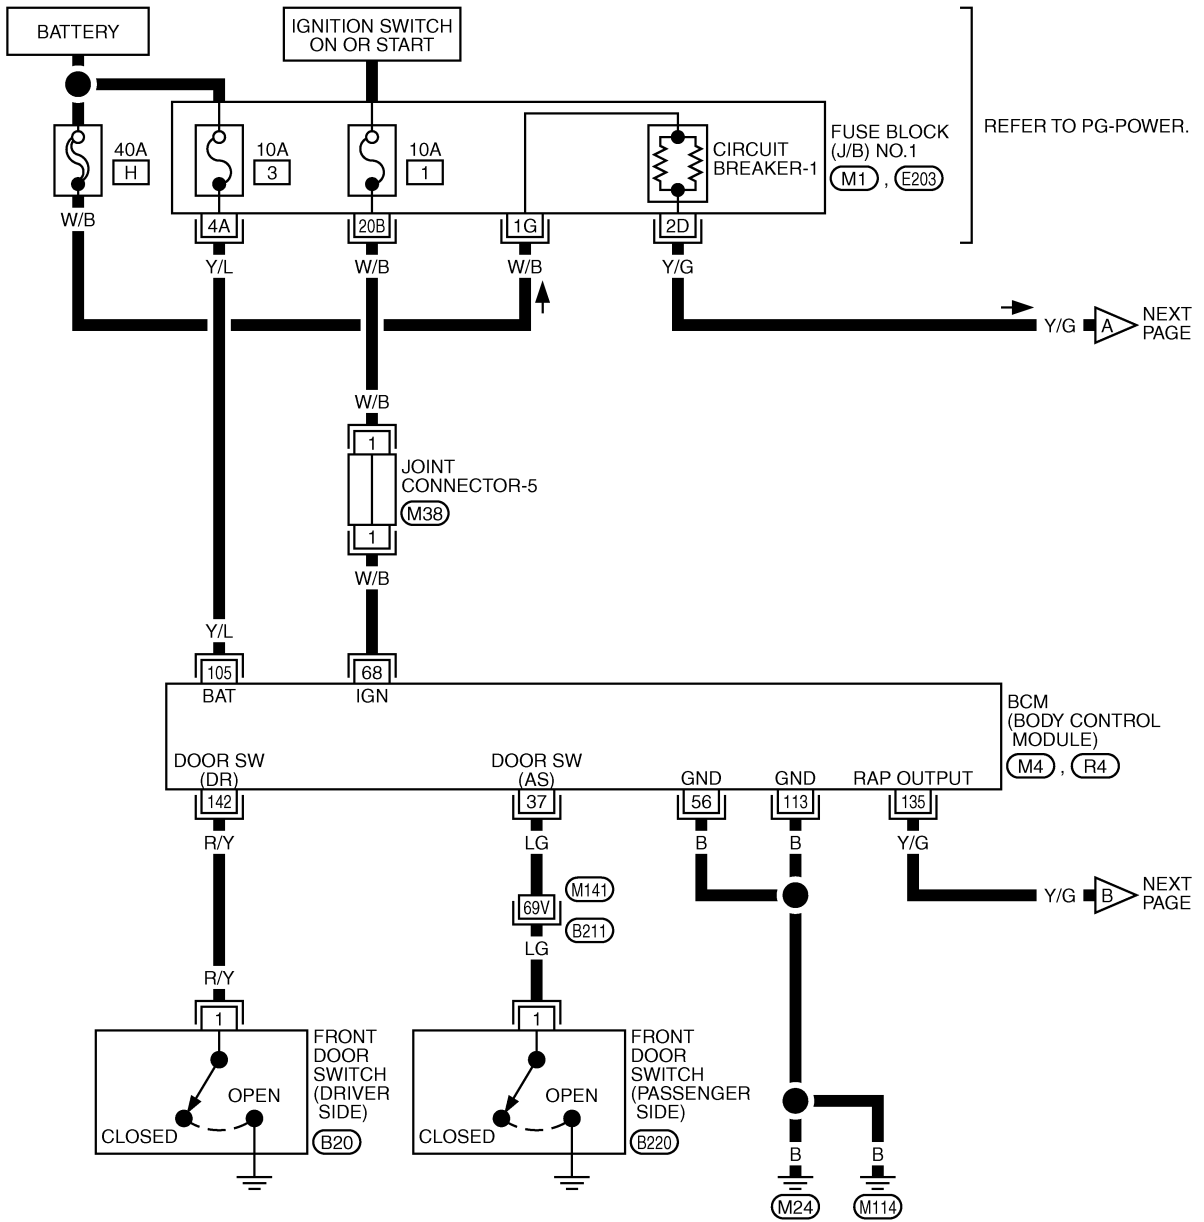 BATTERY
IGNITION SWITCH
ON OR START
REFER TO PG-POWER.
40A
H
10A
3
10A
1
CIRCUIT
BREAKER-1
FUSE BLOCK
(J/B) NO.1
M1 , E203
W/B
4A
20B
1G
2D
Y/L
W/B
W/B
Y/G
Y/G
A
NEXT
PAGE
W/B
1
JOINT
CONNECTOR-5
M38
1
W/B
Y/L
105
68
BAT
IGN
BCM
(BODY CONTROL
MODULE)
M4 , R4
DOOR SW
(DR)
DOOR SW
(AS)
GND
GND
RAP OUTPUT
142
37
56
113
135
R/Y
LG
B
B
Y/G
M141
69V
B211
Y/G
B
NEXT
PAGE
LG
R/Y
1
1
FRONT
DOOR
SWITCH
(DRIVER
SIDE)
B20
OPEN
CLOSED
FRONT
DOOR
SWITCH
(PASSENGER
SIDE)
B220
OPEN
CLOSED
B
B
M24
M114